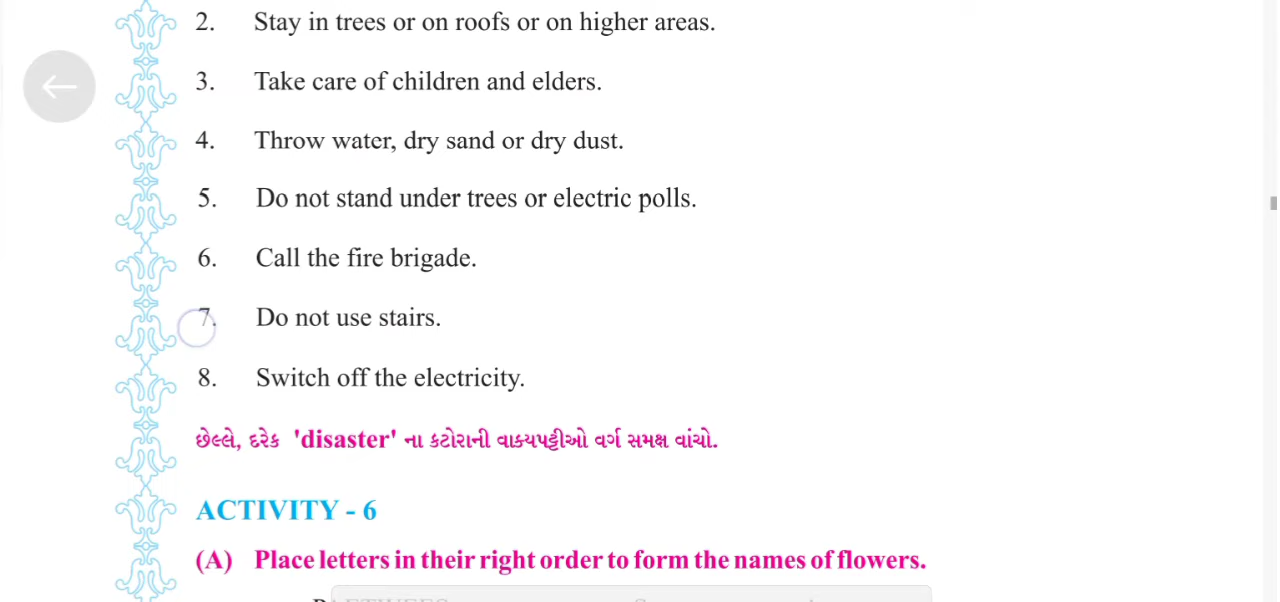 2. Stay in trees or on roofs or on higher areas.
3. Take care of children and elders.
4. Throw water, dry sand or dry dust.
5. Do not stand under trees or electric polls.
6. Call the fire brigade.
7. Do not use stairs.
8. Switch off the electricity.
છેલ્લે, દરેક 'disaster' ના કટોરાની વાક્યપટ્ટીઓ વર્ગ સમક્ષ વાંચો.
ACTIVITY - 6
(A) Place letters in their right order to form the names of flowers.